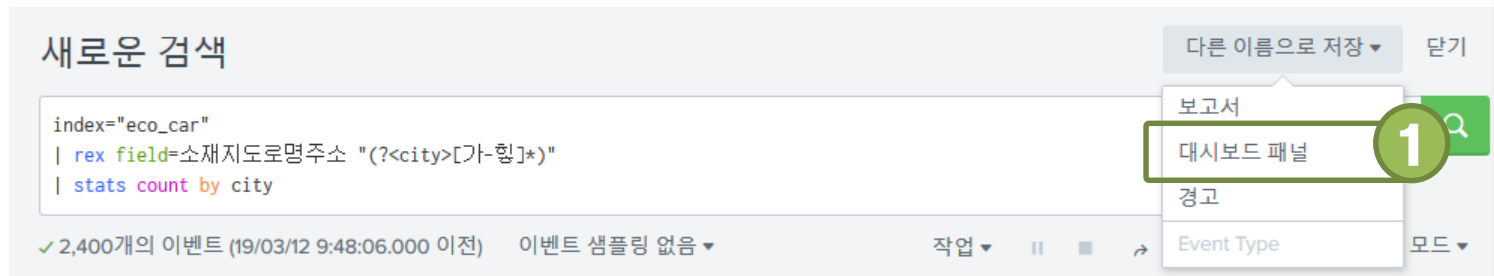 새로운 검색
다른 이름으로 저장 ▾
닫기
index="eco_car"
| rex field=소재지도로명주소 "(?<city>[가-힣]*)"
| stats count by city
보고서
대시보드 패널
1
경고
Event Type
✓ 2,400개의 이벤트 (19/03/12 9:48:06.000 이전)
이벤트 샘플링 없음 ▾
작업 ▾
모드 ▾